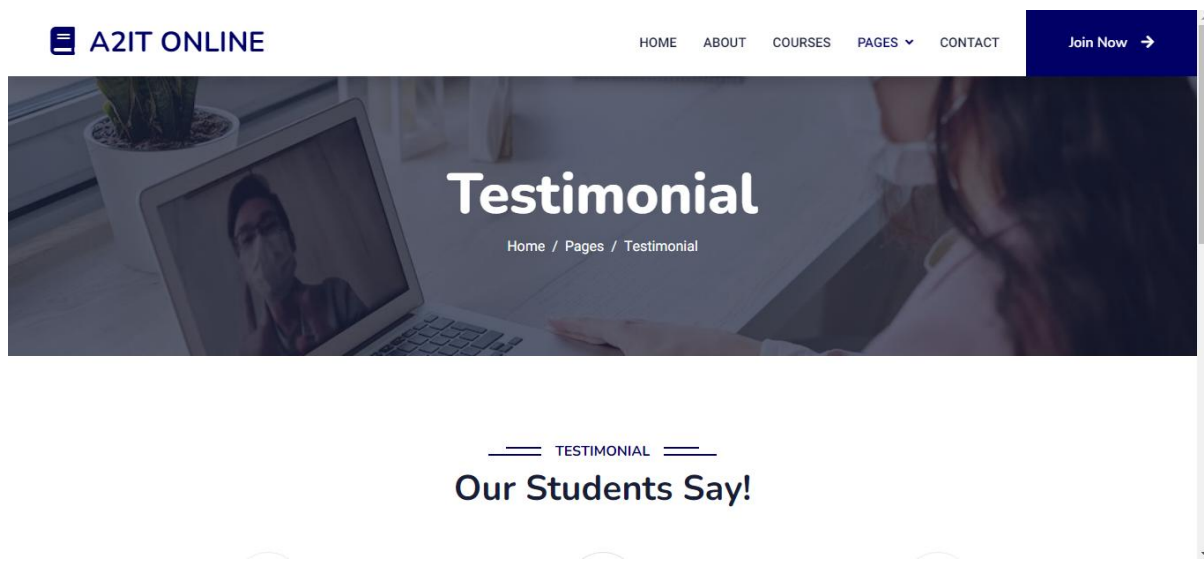 A2IT ONLINE
HOME ABOUT COURSES PAGES CONTACT Join Now
Testimonial
Home / Pages / Testimonial
TESTIMONIAL
Our Students Say!